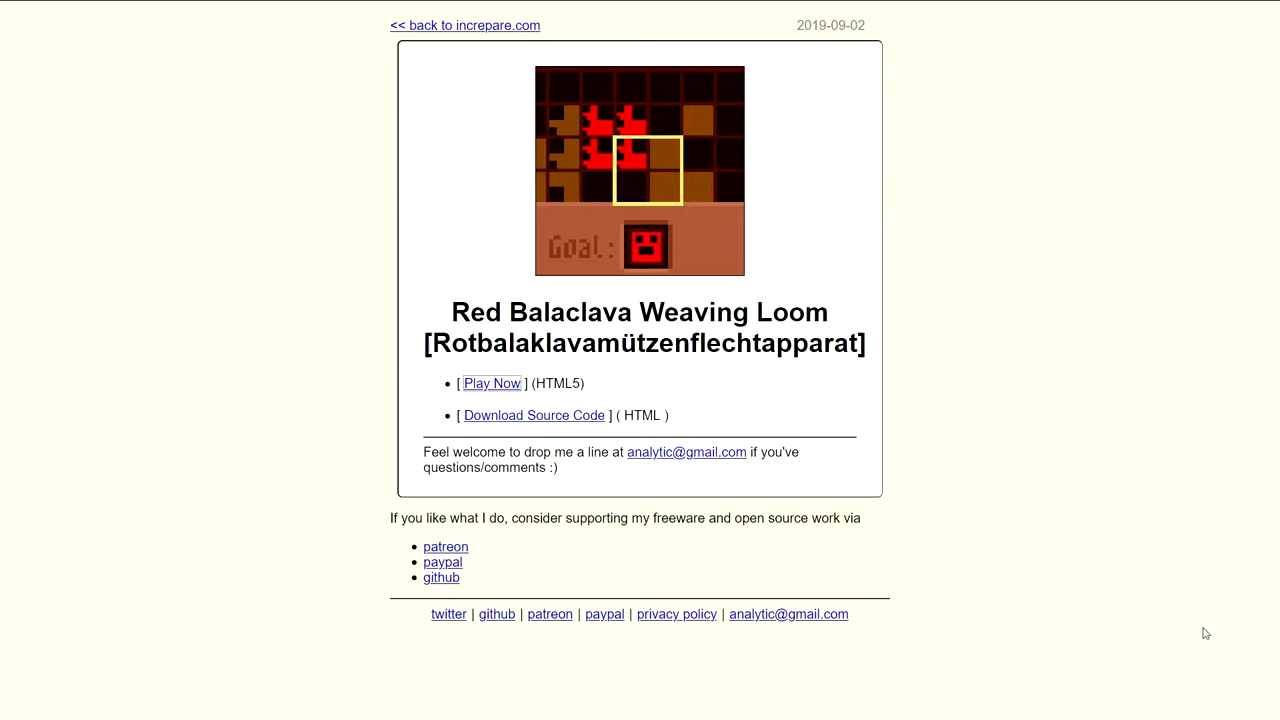 << back to increpare.com 2019-09-02
Goal:
Red Balaclava Weaving Loom
[Rotbalaklavamützenflechtapparat]
• [ Play Now ] (HTML5)
• [ Download Source Code ] ( HTML )
Feel welcome to drop me a line at analytic@gmail.com if you've
questions/comments :)
If you like what I do, consider supporting my freeware and open source work via
• patreon
• paypal
• github
twitter | github | patreon | paypal | privacy policy | analytic@gmail.com